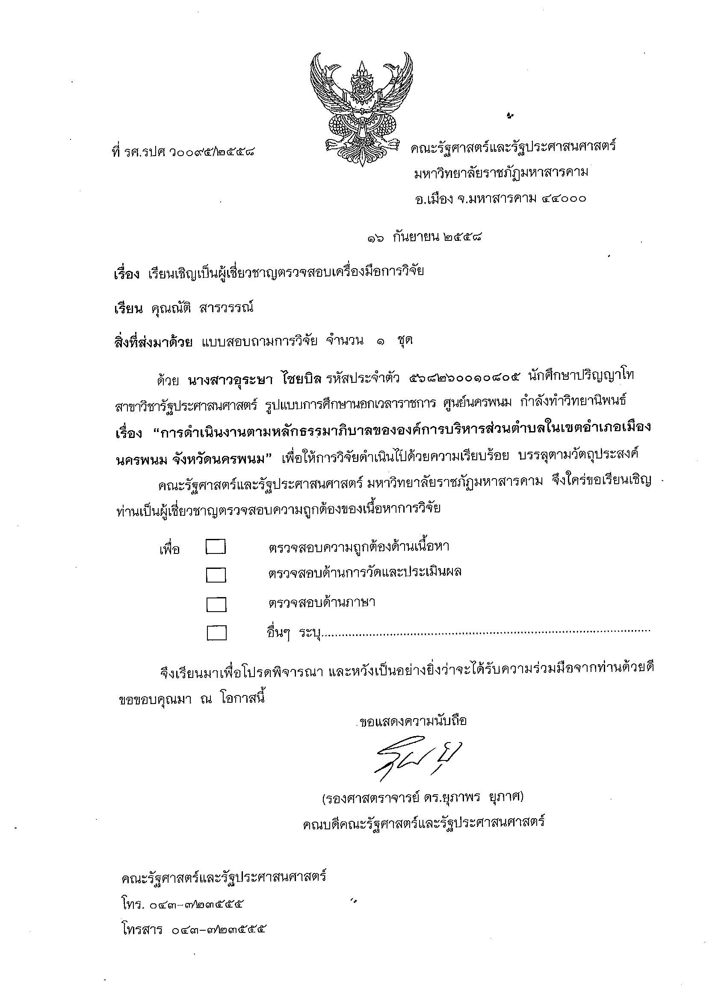 ที่ รศ.รปศ ว๐๐๙๕/๒๕๕๘
คณะรัฐศาสตร์และรัฐประศาสนศาสตร์
มหาวิทยาลัยราชภัฏมหาสารคาม
อ.เมือง จ.มหาสารคาม ๔๔๐๐๐
๑๖ กันยายน ๒๕๕๘
เรื่อง เรียนเชิญเป็นผู้เชี่ยวชาญตรวจสอบเครื่องมือการวิจัย
เรียน คุณณัติ สารวรรณ์
สิ่งที่ส่งมาด้วย แบบสอบถามการวิจัย จำนวน ๑ ชุด
ด้วย นางสาวอุระษา ไชยบิล รหัสประจำตัว ๕๖๘๒๖๐๐๑๐๘๐๕ นักศึกษาปริญญาโท
สาขาวิชารัฐประศาสนศาสตร์ รูปแบบการศึกษานอกเวลาราชการ ศูนย์นครพนม กำลังทำวิทยานิพนธ์
เรื่อง “การดำเนินงานตามหลักธรรมาภิบาลขององค์การบริหารส่วนตำบลในเขตอำเภอเมือง
นครพนม จังหวัดนครพนม” เพื่อให้การวิจัยดำเนินไปด้วยความเรียบร้อย บรรลุตามวัตถุประสงค์
คณะรัฐศาสตร์และรัฐประศาสนศาสตร์ มหาวิทยาลัยราชภัฏมหาสารคาม จึงใคร่ขอเรียนเชิญ
ท่านเป็นผู้เชี่ยวชาญตรวจสอบความถูกต้องของเนื้อหาการวิจัย
เพื่อ ตรวจสอบความถูกต้องด้านเนื้อหา
ตรวจสอบด้านการวัดและประเมินผล
ตรวจสอบด้านภาษา
อื่นๆ ระบุ....................................................................................................
จึงเรียนมาเพื่อโปรดพิจารณา และหวังเป็นอย่างยิ่งว่าจะได้รับความร่วมมือจากท่านด้วยดี
ขอขอบคุณมา ณ โอกาสนี้
ขอแสดงความนับถือ
(รองศาสตราจารย์ ดร.ยุภาพร ยุภาศ)
คณบดีคณะรัฐศาสตร์และรัฐประศาสนศาสตร์
คณะรัฐศาสตร์และรัฐประศาสนศาสตร์
โทร. ๐๔๓-๗๒๓๕๕๕
โทรสาร ๐๔๓-๗๒๓๕๕๕